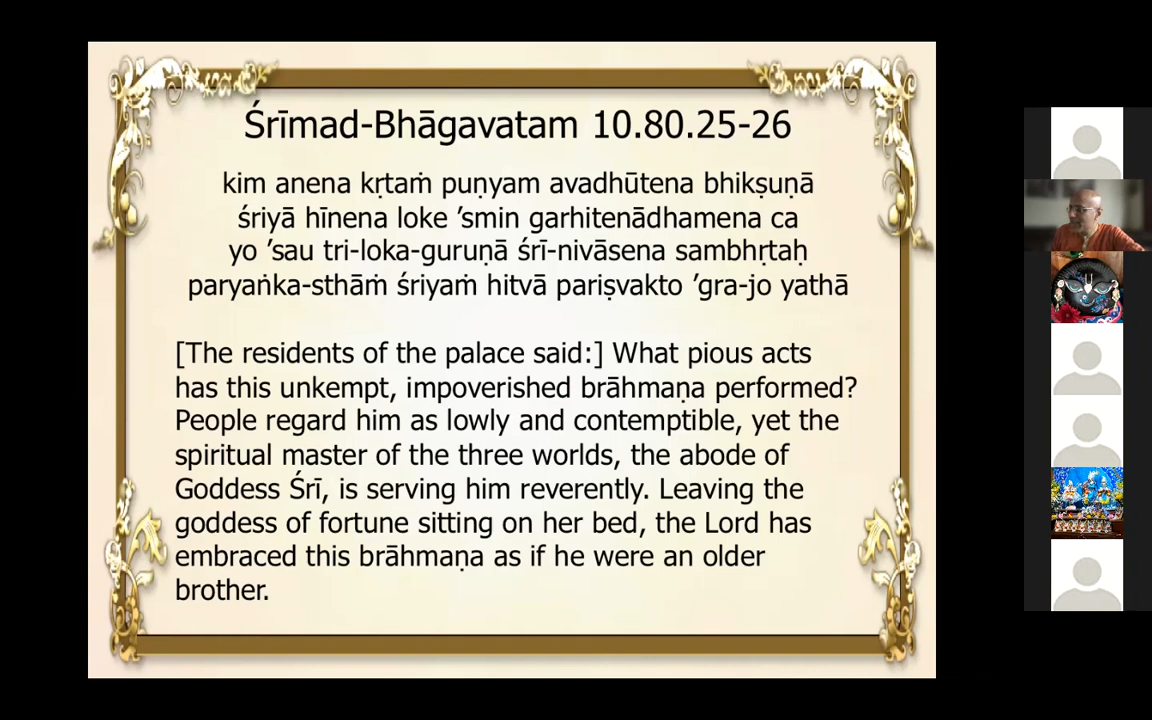 Śrīmad-Bhāgavatam 10.80.25-26
kim anena kṛtaṁ puṇyam avadhūtena bhikṣuṇā
śriyā hīnena loke ’smin garhitenādhamena ca
yo ’sau tri-loka-guruṇā śrī-nivāsena sambhṛtaḥ
paryaṅka-sthāṁ śriyaṁ hitvā pariṣvakto ’gra-jo yathā
[The residents of the palace said:] What pious acts
has this unkempt, impoverished brāhmaṇa performed?
People regard him as lowly and contemptible, yet the
spiritual master of the three worlds, the abode of
Goddess Śrī, is serving him reverently. Leaving the
goddess of fortune sitting on her bed, the Lord has
embraced this brāhmaṇa as if he were an older
brother.